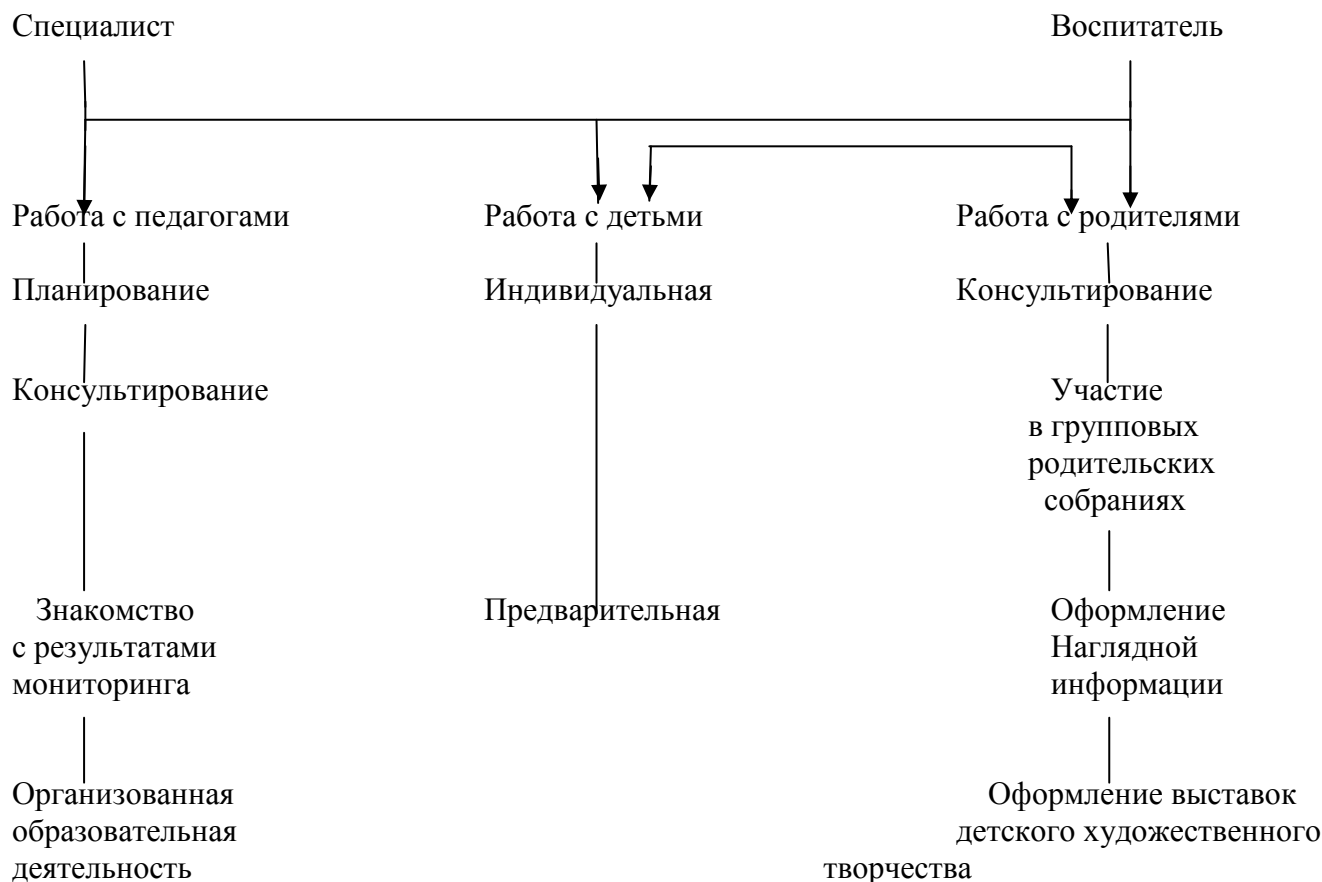 Специалист Воспитатель
Работа с педагогами Работа с детьми Работа с родителями
Планирование Индивидуальная Консультирование
Консультирование Участие
в групповых
родительских
собраниях
Знакомство Предварительная Оформление
с результатами Наглядной
мониторинга информации
Организованная Оформление выставок
образовательная детского художественного
деятельность творчества